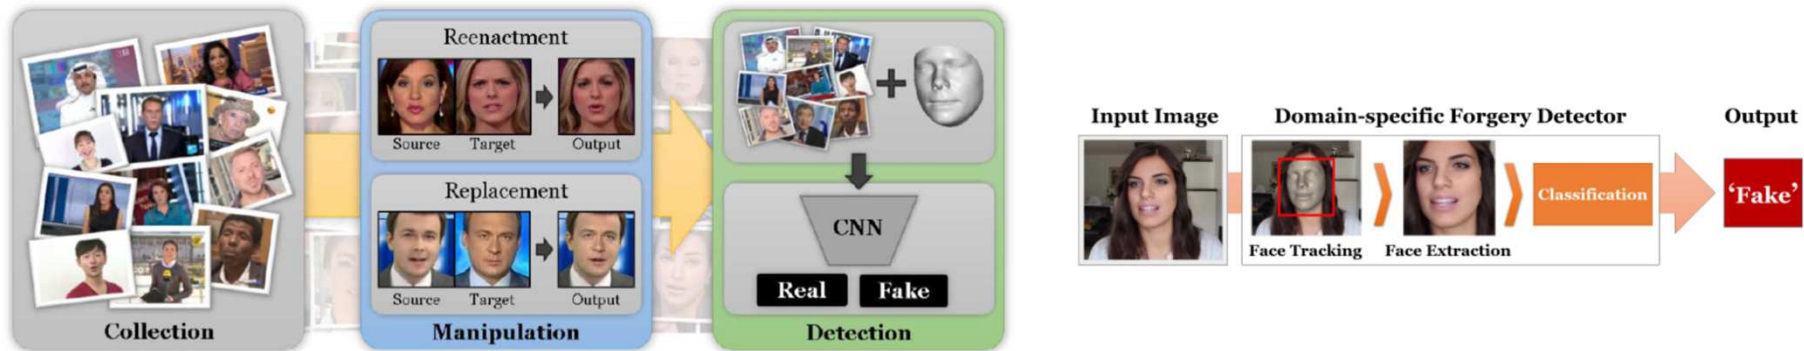 Reenactment
Source Target Output
Replacement
Source Target Output
CNN
Real Fake
Collection
Manipulation
Detection
Input Image
Domain-specific Forgery Detector
Output
Classification
'Fake'
Face Tracking
Face Extraction